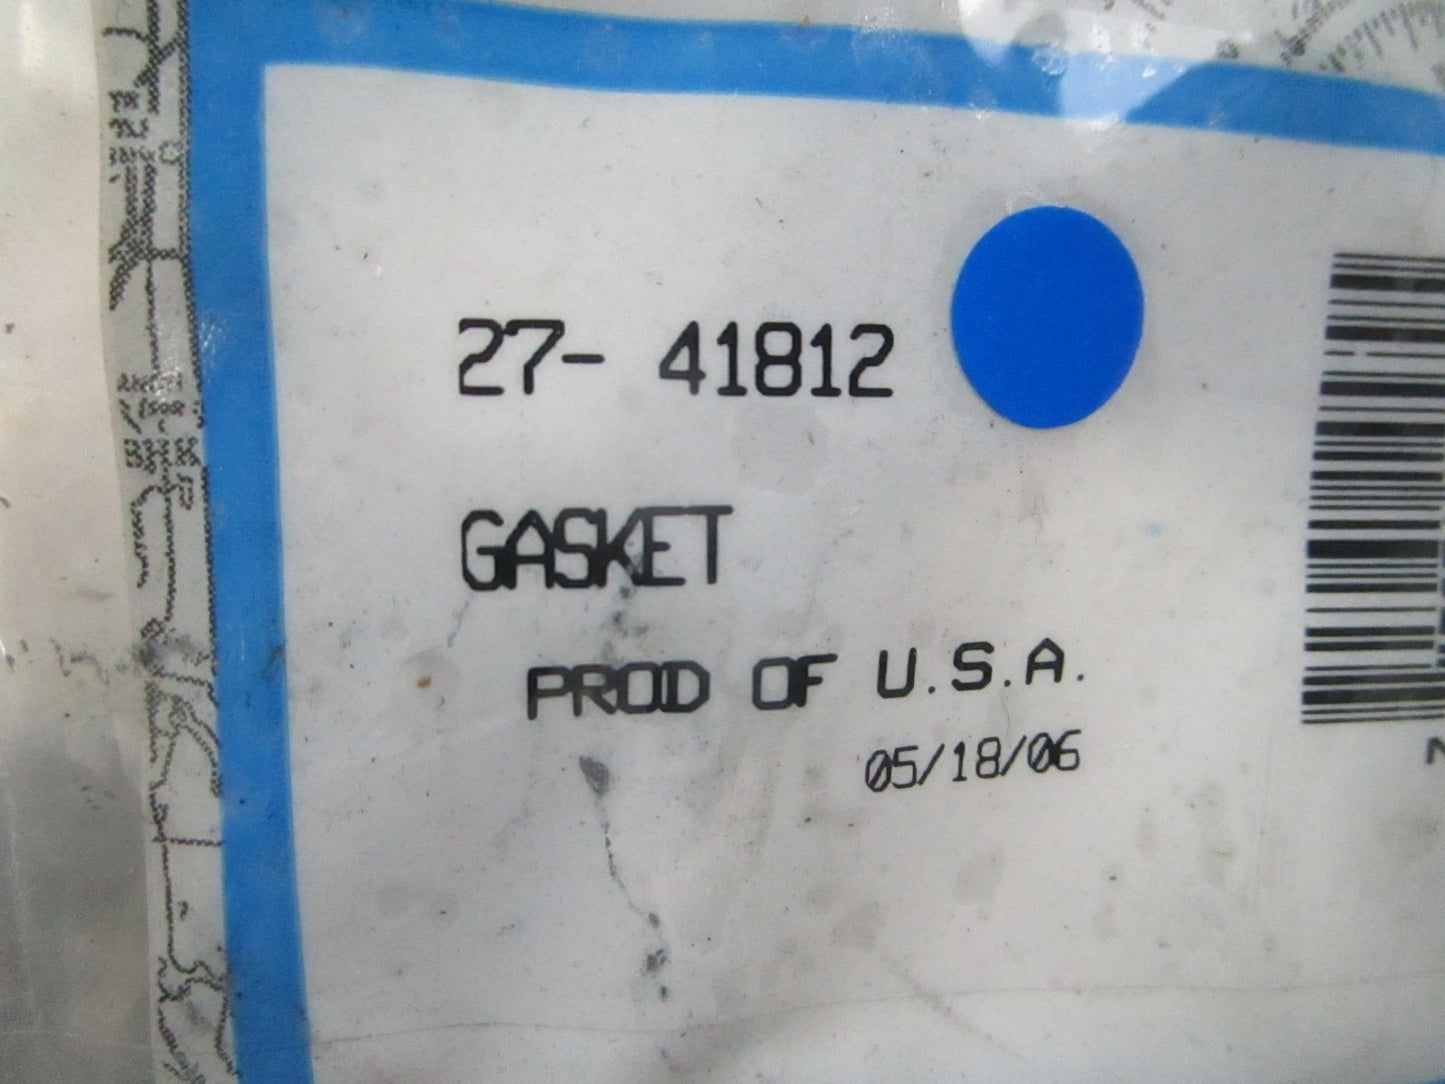 27- 41812
GASKET
PROD OF U.S.A.
05/18/06